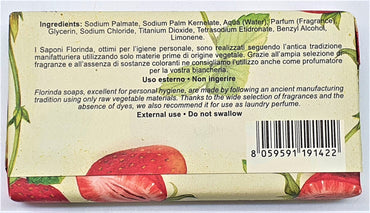 Ingredients: Sodium Palmate, Sodium Palm Kernelate, Aqua (Water), Parfum (Fragrance),
Glycerin, Sodium Chloride, Titanium Dioxide, Tetrasodium Etidronate, Benzyl Alcohol,
Limonene.
I Saponi Florinda, ottimi per l'igiene personale, sono realizzati seguendo l'antica tradizione
manifatturiera utilizzando solo materie prime di origine vegetale. Grazie all'ampia selezione di
fragranze e all'assenza di sostanze coloranti ne consigliamo l'utilizzo anche come profumatore
per la vostra biancheria.
Uso esterno • Non ingerire
Florinda soaps, excellent for personal hygiene, are made by following an ancient manufacturing
tradition using only raw vegetable materials. Thanks to the wide selection of fragrances and the
absence of dyes, we also recommend it for use as laundry perfume.
External use • Do not swallow
8 059591 191422